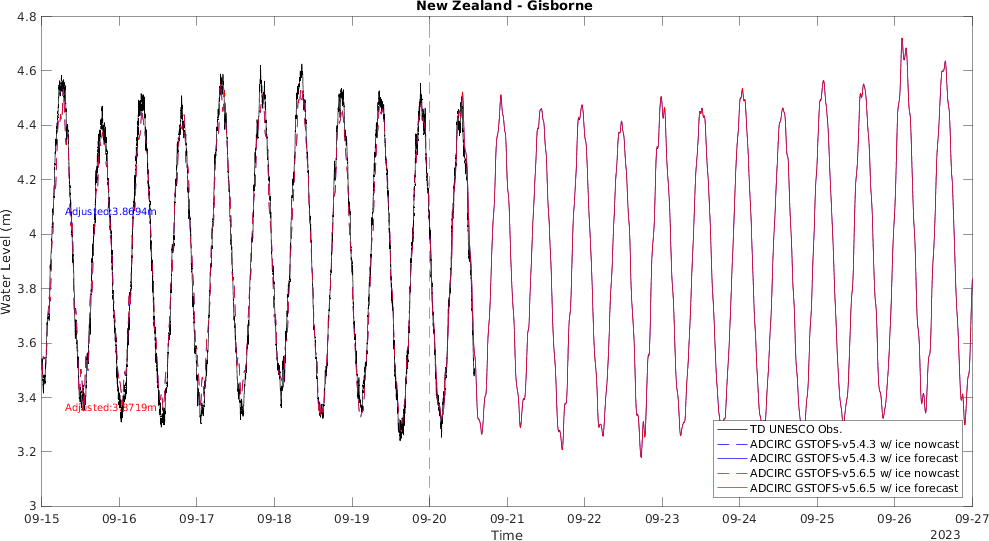 New Zealand - Gisborne
Water Level (m)
4.8
4.6
4.4
4.2
4
3.8
3.6
3.4
3.2
3
Adjusted:3.8694m
Adjusted:3.8719m
TD UNESCO Obs.
ADCIRC GSTOFS-v5.4.3 w/ ice nowcast
ADCIRC GSTOFS-v5.4.3 w/ ice forecast
ADCIRC GSTOFS-v5.6.5 w/ ice nowcast
ADCIRC GSTOFS-v5.6.5 w/ ice forecast
09-15 09-16 09-17 09-18 09-19 09-20 09-21 09-22 09-23 09-24 09-25 09-26 09-27
Time
2023